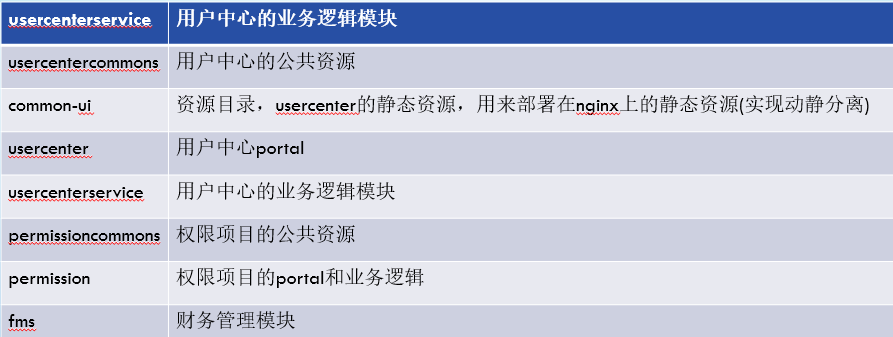 usercenterservice 用户中心的业务逻辑模块
usercentercommons 用户中心的公共资源
common-ui 资源目录，usercenter的静态资源，用来部署在nginx上的静态资源(实现动静分离)
usercenter 用户中心portal
usercenterservice 用户中心的业务逻辑模块
permissioncommons 权限项目的公共资源
permission 权限项目的portal和业务逻辑
fms 财务管理模块